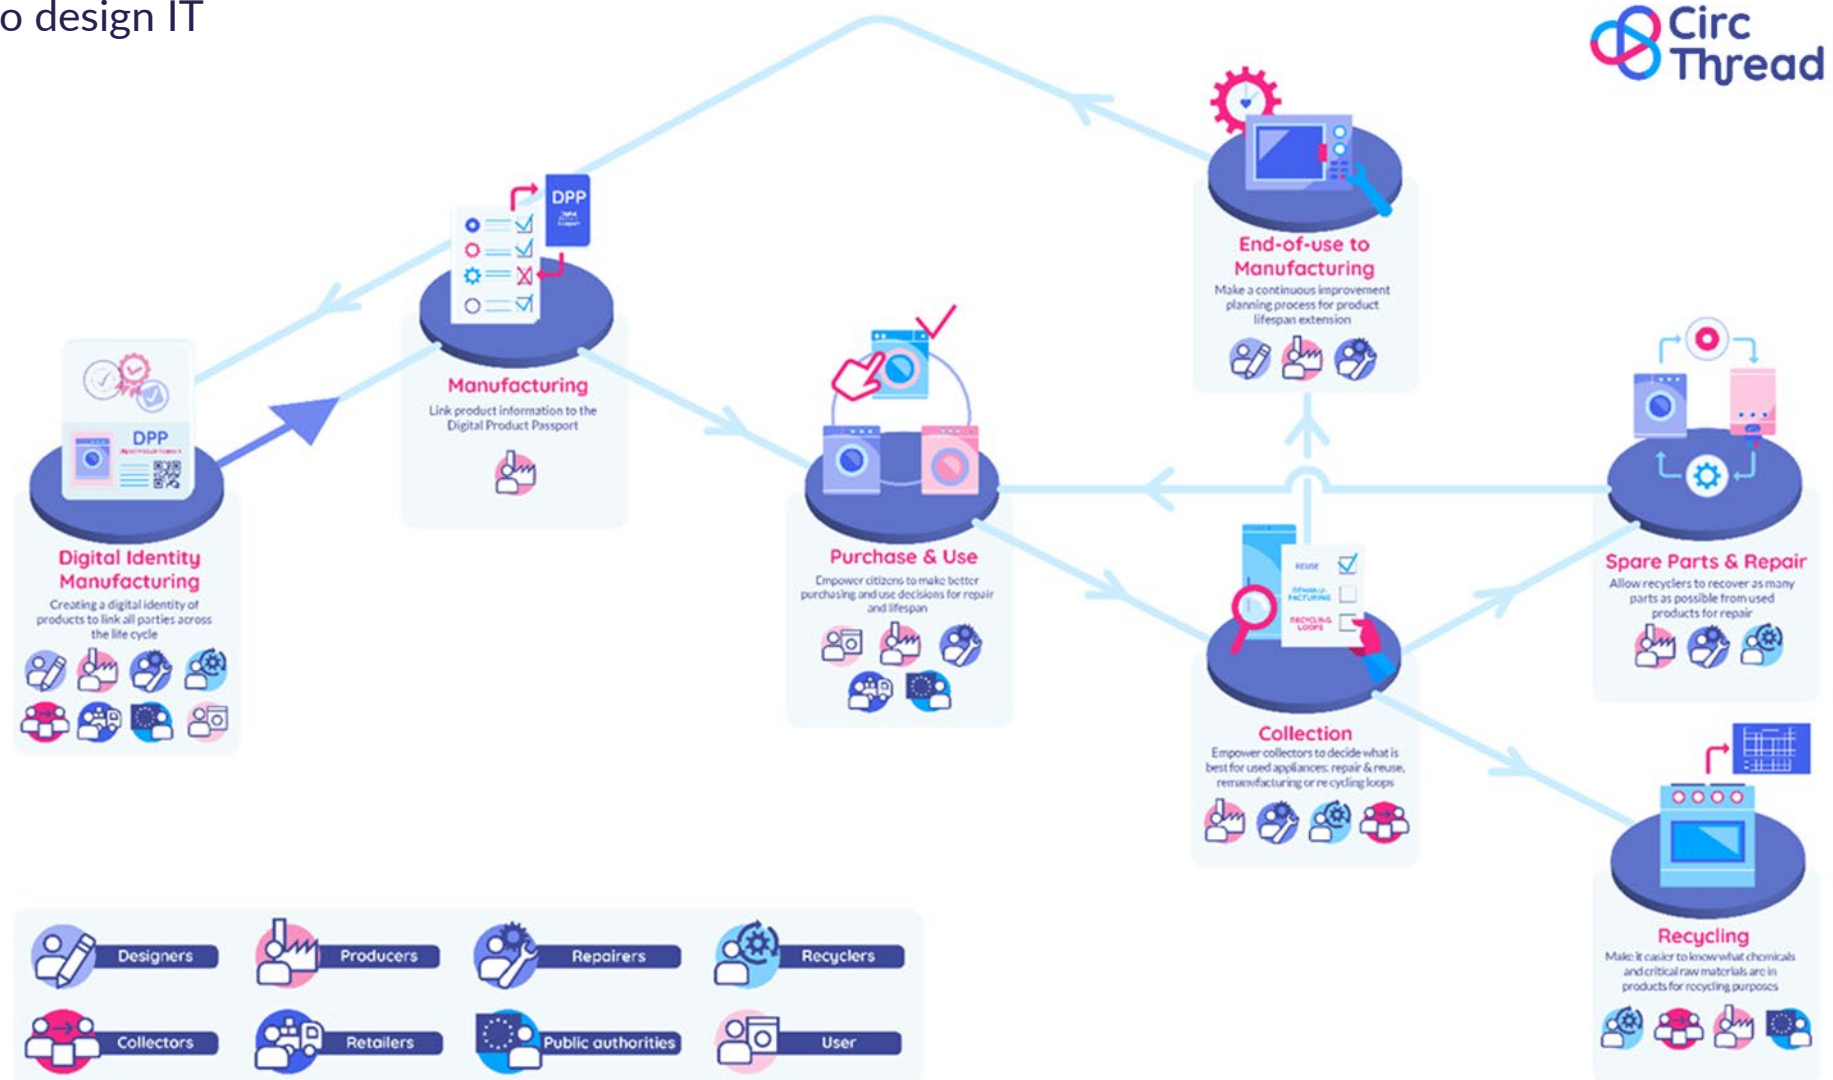 o design IT
Circ
Thread
DPP
DPP
Digital Identity
Manufacturing
Creating a digital identity of
products to link all parties across
the life cycle
Manufacturing
Link product information to the
Digital Product Passport
Purchase & Use
Empower citizens to make better
purchasing and use decisions for repair
and lifespan
End-of-use to
Manufacturing
Make a continuous improvement
planning process for product
lifespan extension
REUSE
REMANU-
FACTURING
RECYCLING
LOOPS
Collection
Empower collectors to decide what is
best for used appliances: repair & reuse,
remanufacturing or re cycling loops
Spare Parts & Repair
Allow recyclers to recover as many
parts as possible from used
products for repair
Recycling
Make it easier to know what chemicals
and critical raw materials are in
products for recycling purposes
Designers
Producers
Repairers
Recyclers
Collectors
Retailers
Public authorities
User